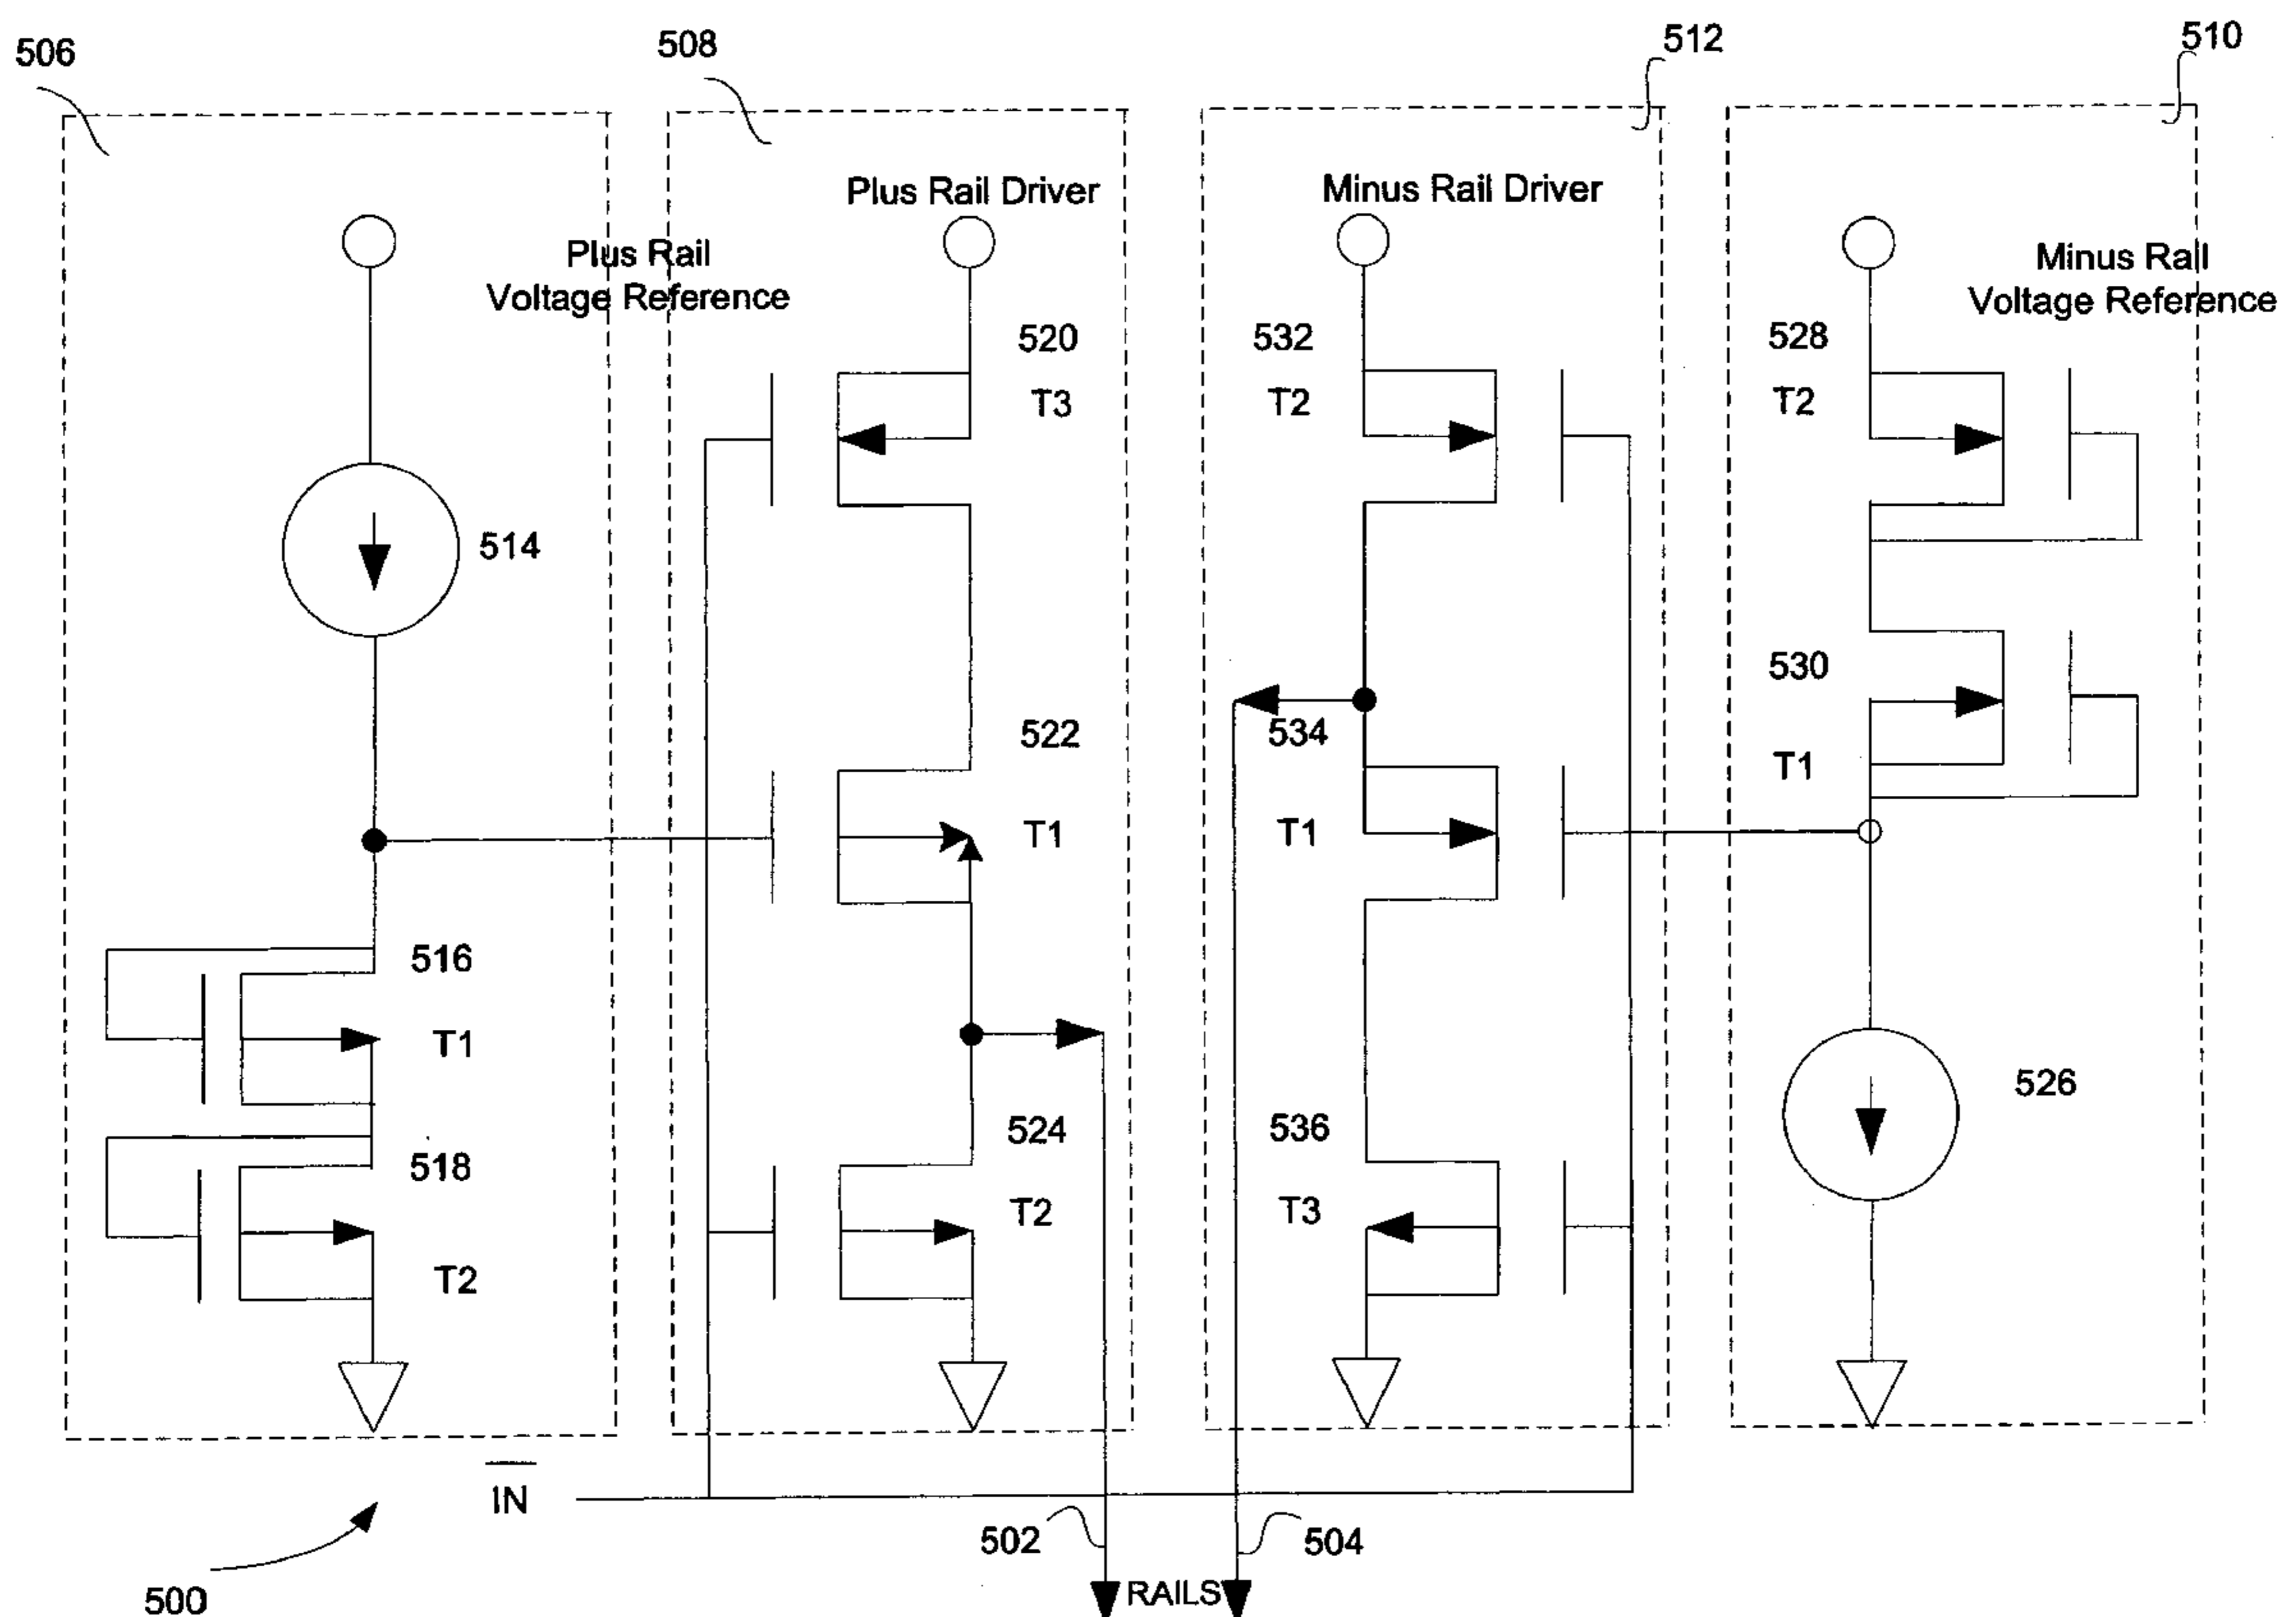 506
508
512
510
Plus Rail Driver
Minus Rail Driver
Plus Rail
Voltage Reference
Minus Rail
Voltage Reference
520
532
528
T3
T2
T2
514
530
522
534
T1
T1
T1
516
T1
526
524
536
518
T2
T3
T2
IN
502
504
RAILS
500